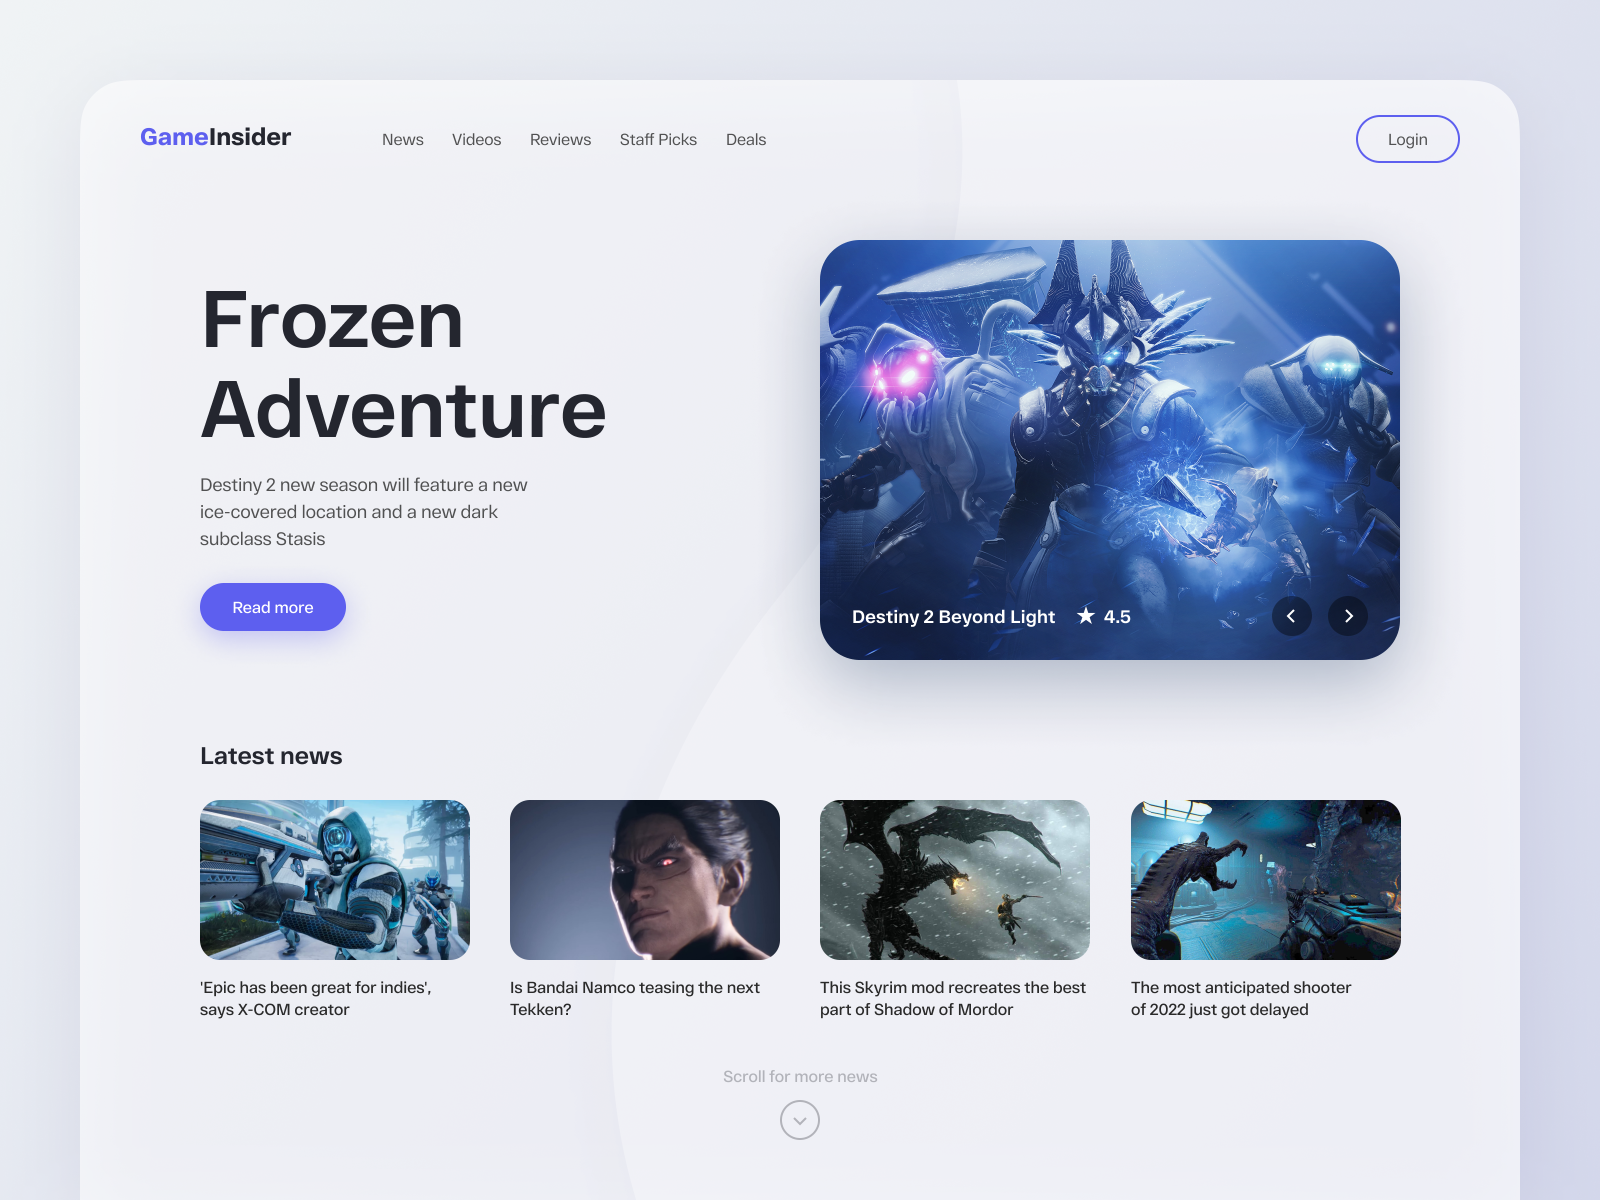 GameInsider
News
Videos
Reviews
Staff Picks
Deals
Login
Frozen
Adventure
Destiny 2 new season will feature a new
ice-covered location and a new dark
subclass Stasis
Read more
Destiny 2 Beyond Light
★ 4.5
Latest news
'Epic has been great for indies',
says X-COM creator
Is Bandai Namco teasing the next
Tekken?
This Skyrim mod recreates the best
part of Shadow of Mordor
The most anticipated shooter
of 2022 just got delayed
Scroll for more news